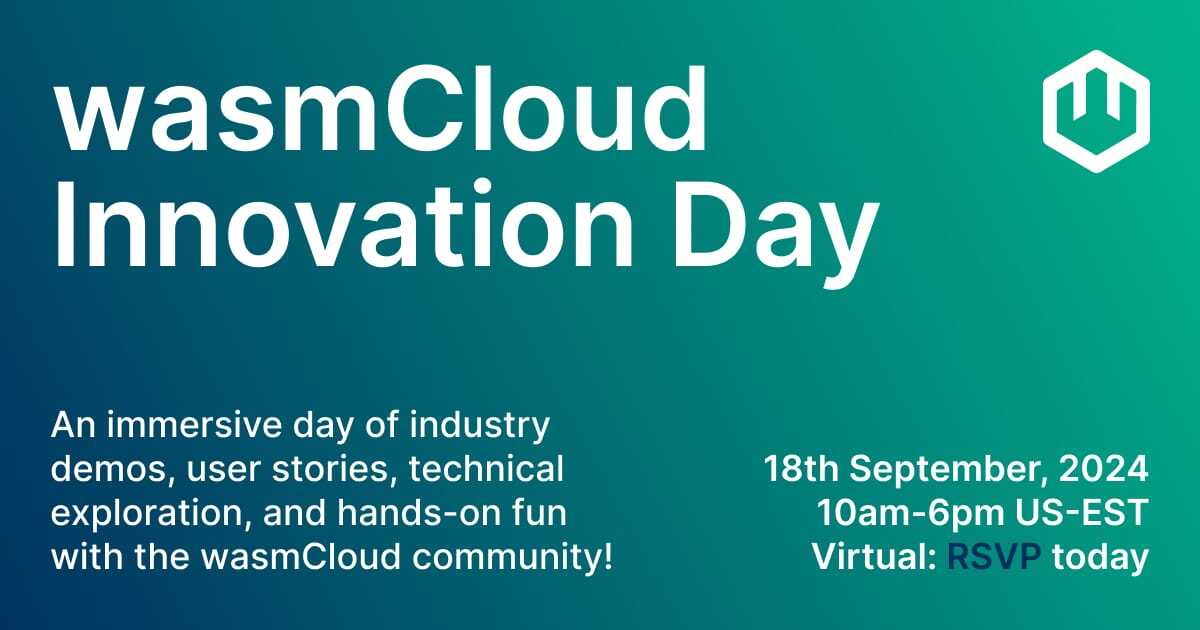 wasmCloud
Innovation Day
An immersive day of industry
demos, user stories, technical
exploration, and hands-on fun
with the wasmCloud community!
18th September, 2024
10am-6pm US-EST
Virtual: RSVP today